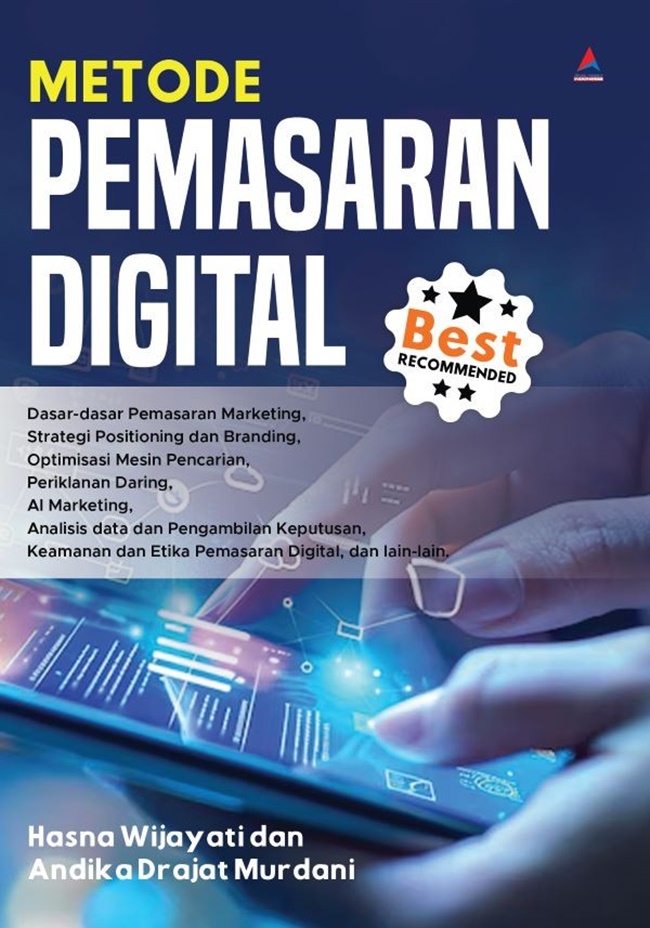 METODE
PEMASARAN
DIGITAL
Best
RECOMMENDED
Dasar-dasar Pemasaran Marketing,
Strategi Positioning dan Branding,
Optimisasi Mesin Pencarian,
Periklanan Daring,
AI Marketing,
Analisis data dan Pengambilan Keputusan,
Keamanan dan Etika Pemasaran Digital, dan lain-lain.
Hasna Wijayati dan
Andika Drajat Murdani